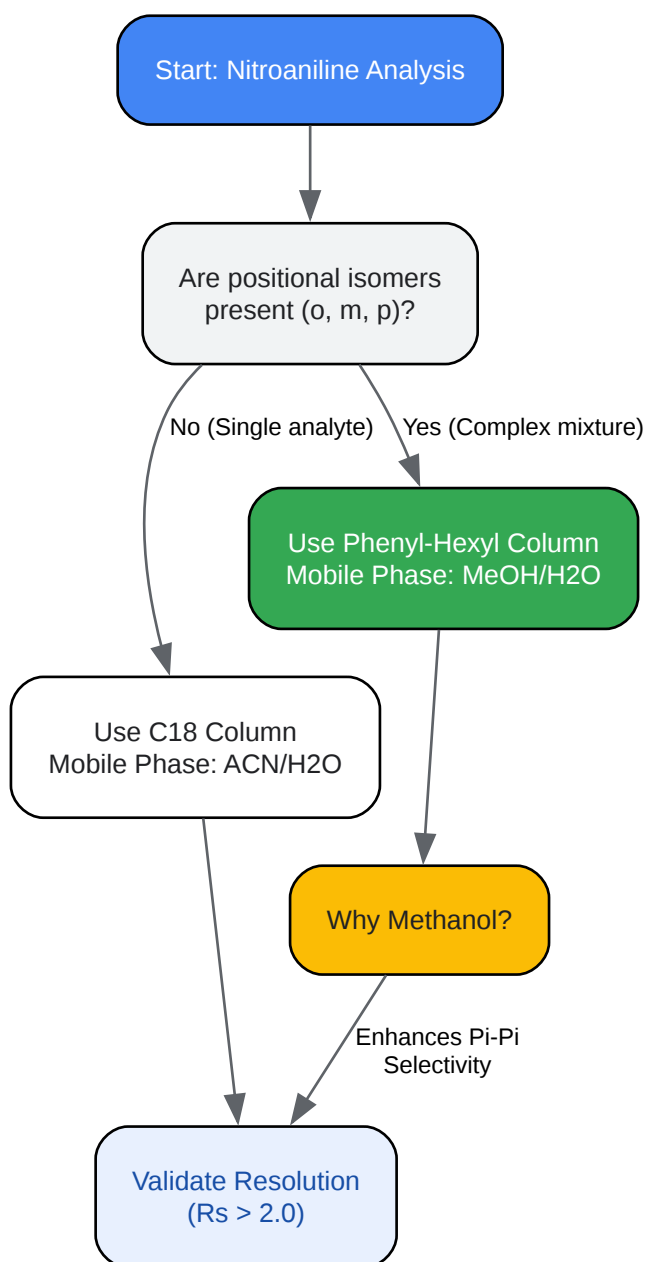 Start: Nitroaniline Analysis
Are positional isomers
present (o, m, p)?
No (Single analyte)
Yes (Complex mixture)
Use Phenyl-Hexyl Column
Mobile Phase: MeOH/H2O
Use C18 Column
Mobile Phase: ACN/H2O
Why Methanol?
Enhances Pi-Pi
Selectivity
Validate Resolution
(Rs > 2.0)